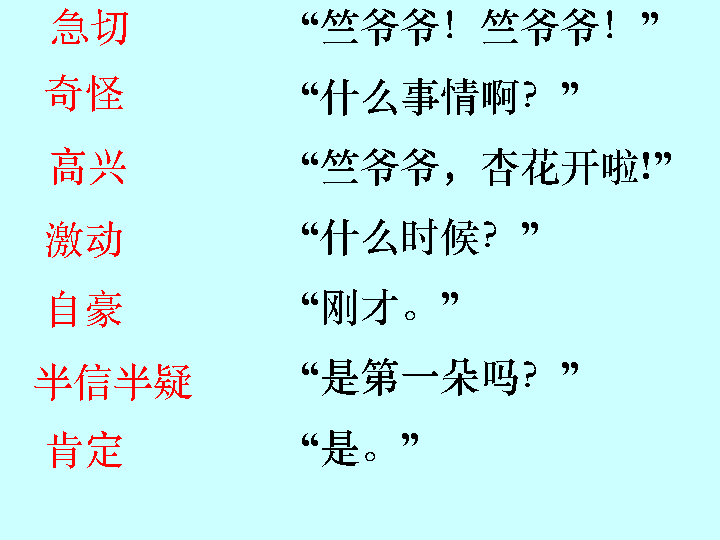 急切 “竺爷爷！竺爷爷！”
奇怪 “什么事情啊？”
高兴 “竺爷爷，杏花开啦!”
激动 “什么时候？”
自豪 “刚才。”
半信半疑 “是第一朵吗？”
肯定 “是。”